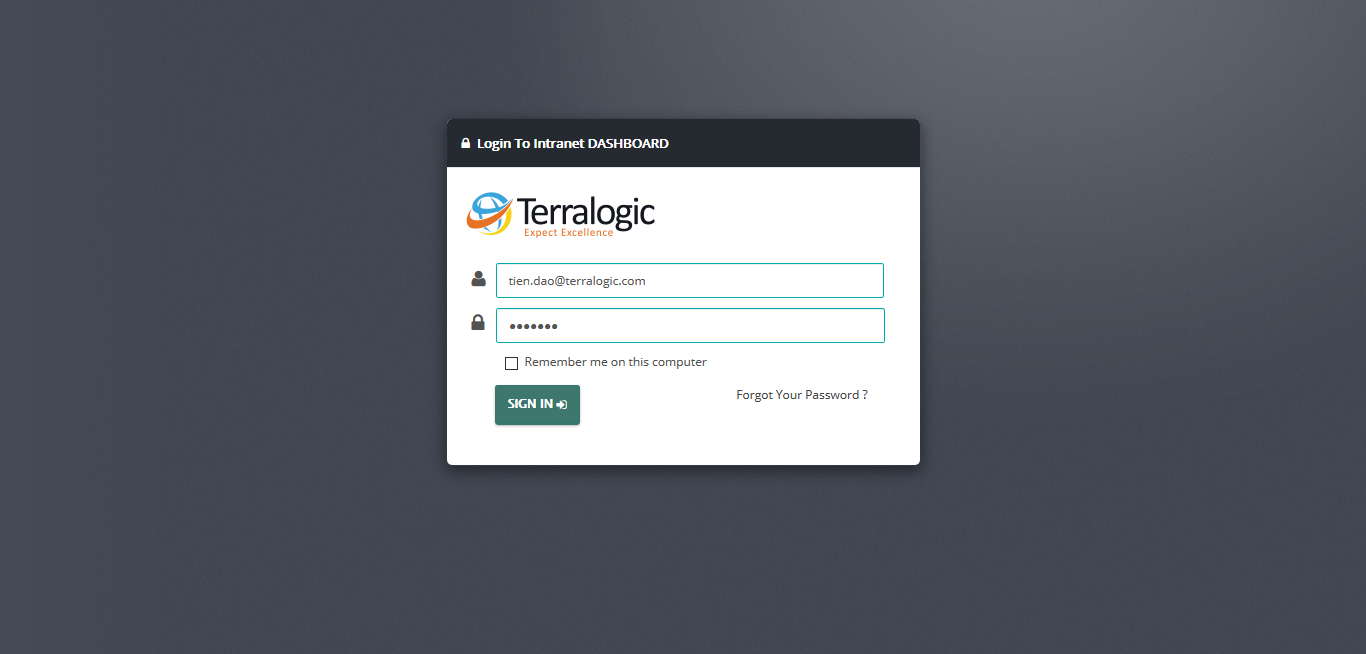 Login To Intranet DASHBOARD
Terralogic
Expect Excellence
tien.dao@terralogic.com
•••••••
Remember me on this computer
SIGN IN
Forgot Your Password ?